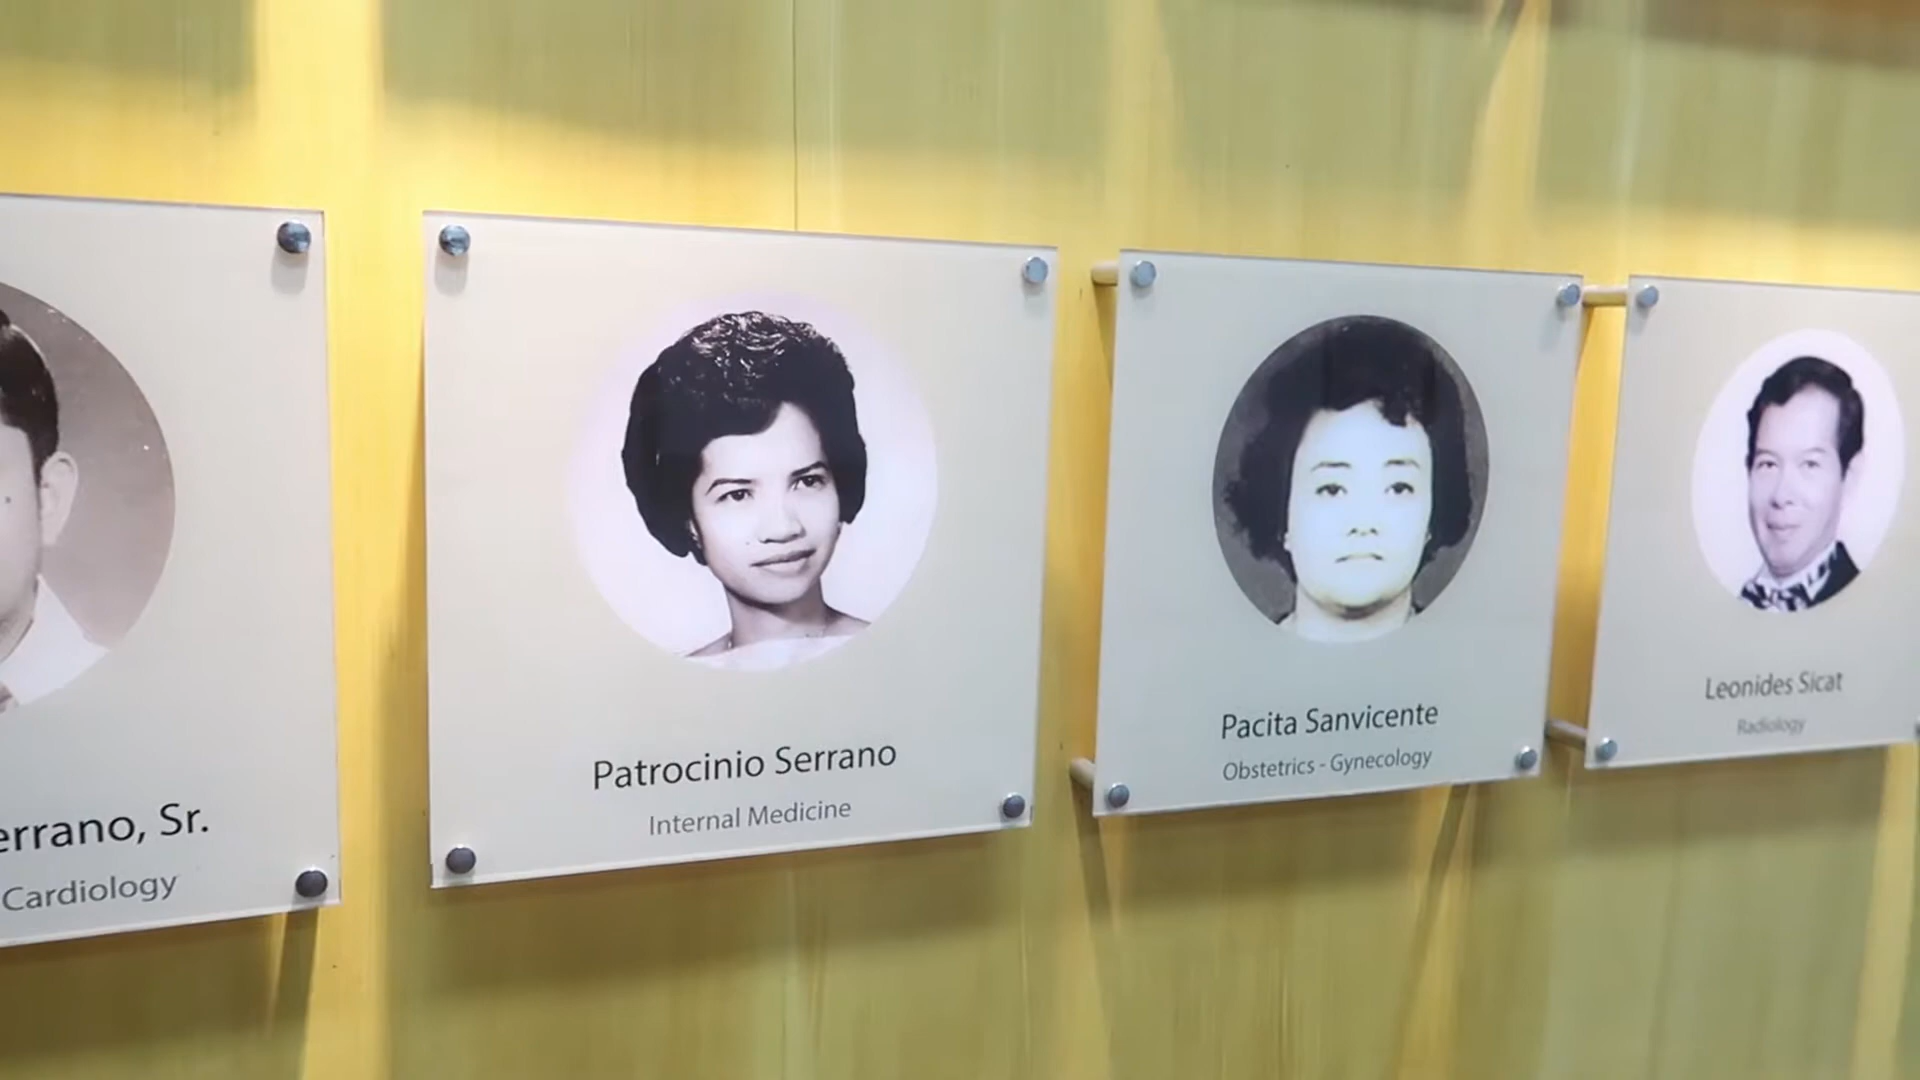 errano, Sr.
Cardiology
Patrocinio Serrano
Internal Medicine
Pacita Sanvicente
Obstetrics - Gynecology
Leonides Sicat
Radiology